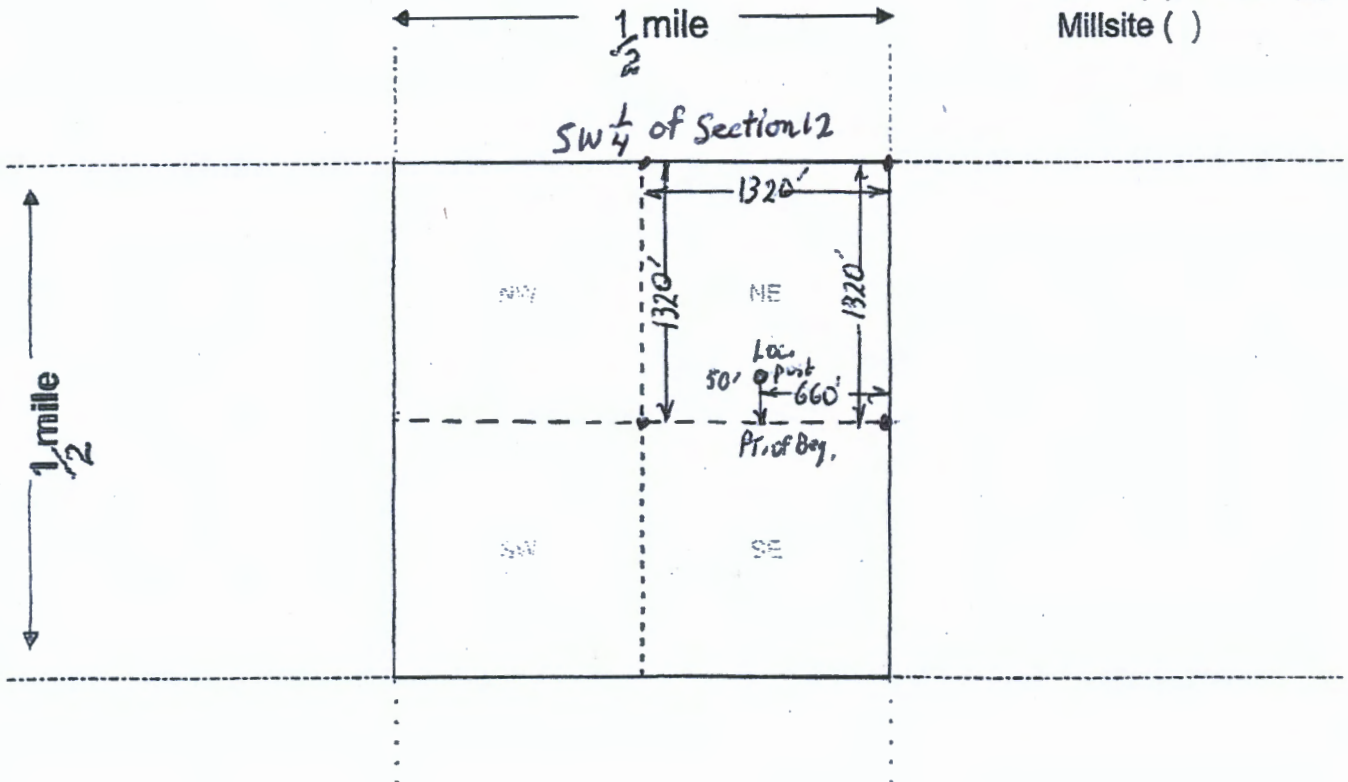 1 mile
/2
Millsite ( )
SW 1/4 of Section 12
1320'
1320'
1320'
NW
NE
Loc.
post
50'
660'
Pt. of Beg.
1 mile
/2
SW
SE